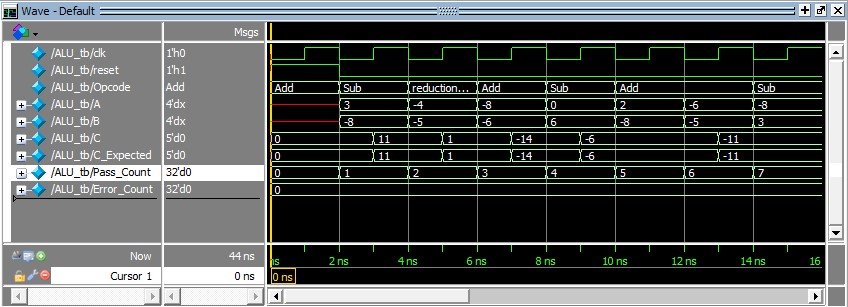 Wave - Default
Msgs
/ALU_tb/clk 1'h0
/ALU_tb/reset 1'h1
/ALU_tb/Opcode Add Add Sub reduction... Add Sub Add Sub
/ALU_tb/A 4'dx 3 -4 -8 0 2 -6 -8
/ALU_tb/B 4'dx -8 -5 -6 6 -8 -5 3
/ALU_tb/C 5'd0 0 11 1 -14 -6 -11
/ALU_tb/C_Expected 5'd0 0 11 1 -14 -6 -11
/ALU_tb/Pass_Count 32'd0 0 1 2 3 4 5 6 7
/ALU_tb/Error_Count 32'd0 0
Now 44 ns ns 2 ns 4 ns 6 ns 8 ns 10 ns 12 ns 14 ns 16 ns
Cursor 1 0 ns 0 ns